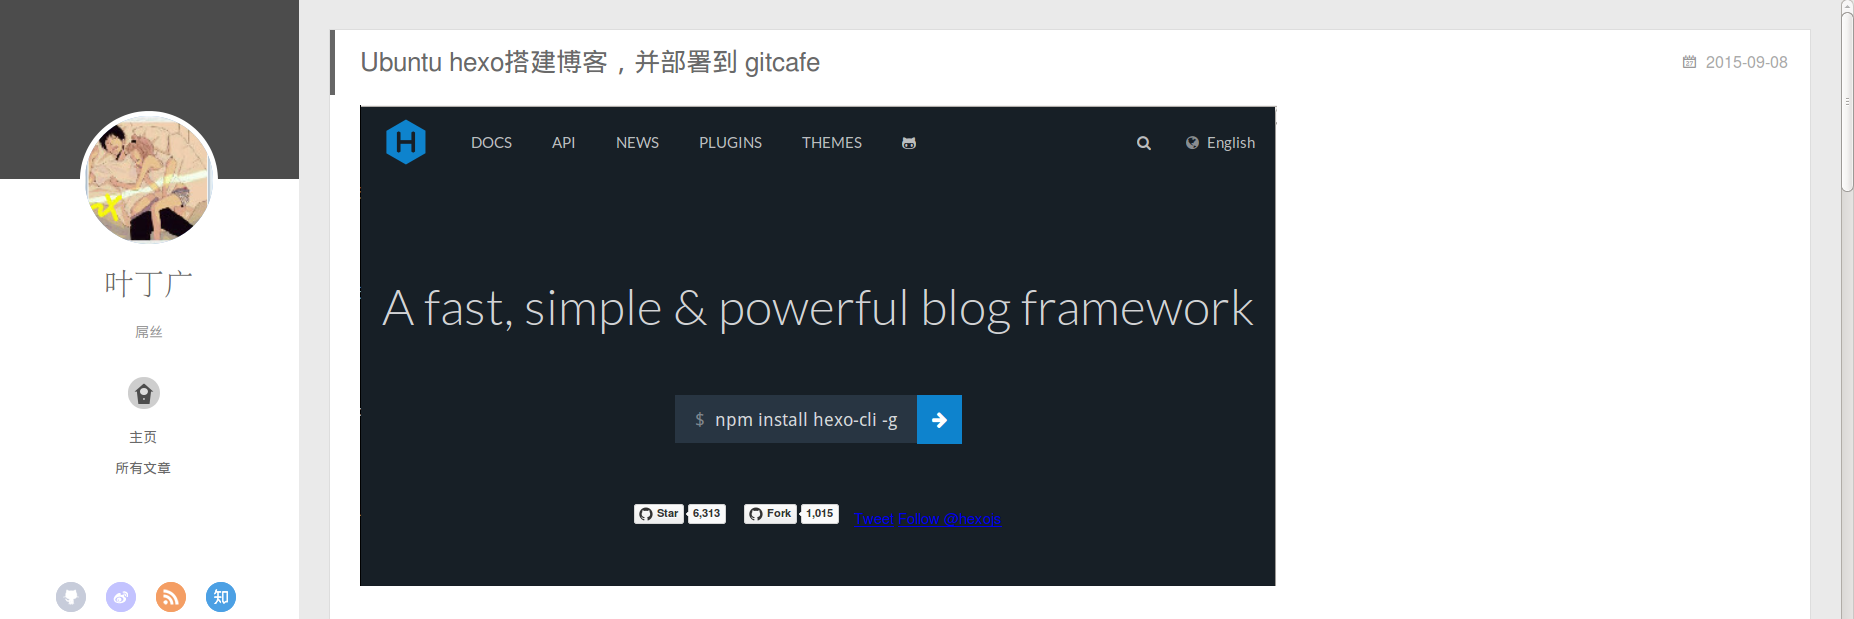 叶丁广
屌丝
主页
所有文章
知
Ubuntu hexo搭建博客，并部署到 gitcafe
2015-09-08
H DOCS API NEWS PLUGINS THEMES English
A fast, simple & powerful blog framework
$ npm install hexo-cli -g
Star 6,313 Fork 1,015 Tweet Follow @hexojs